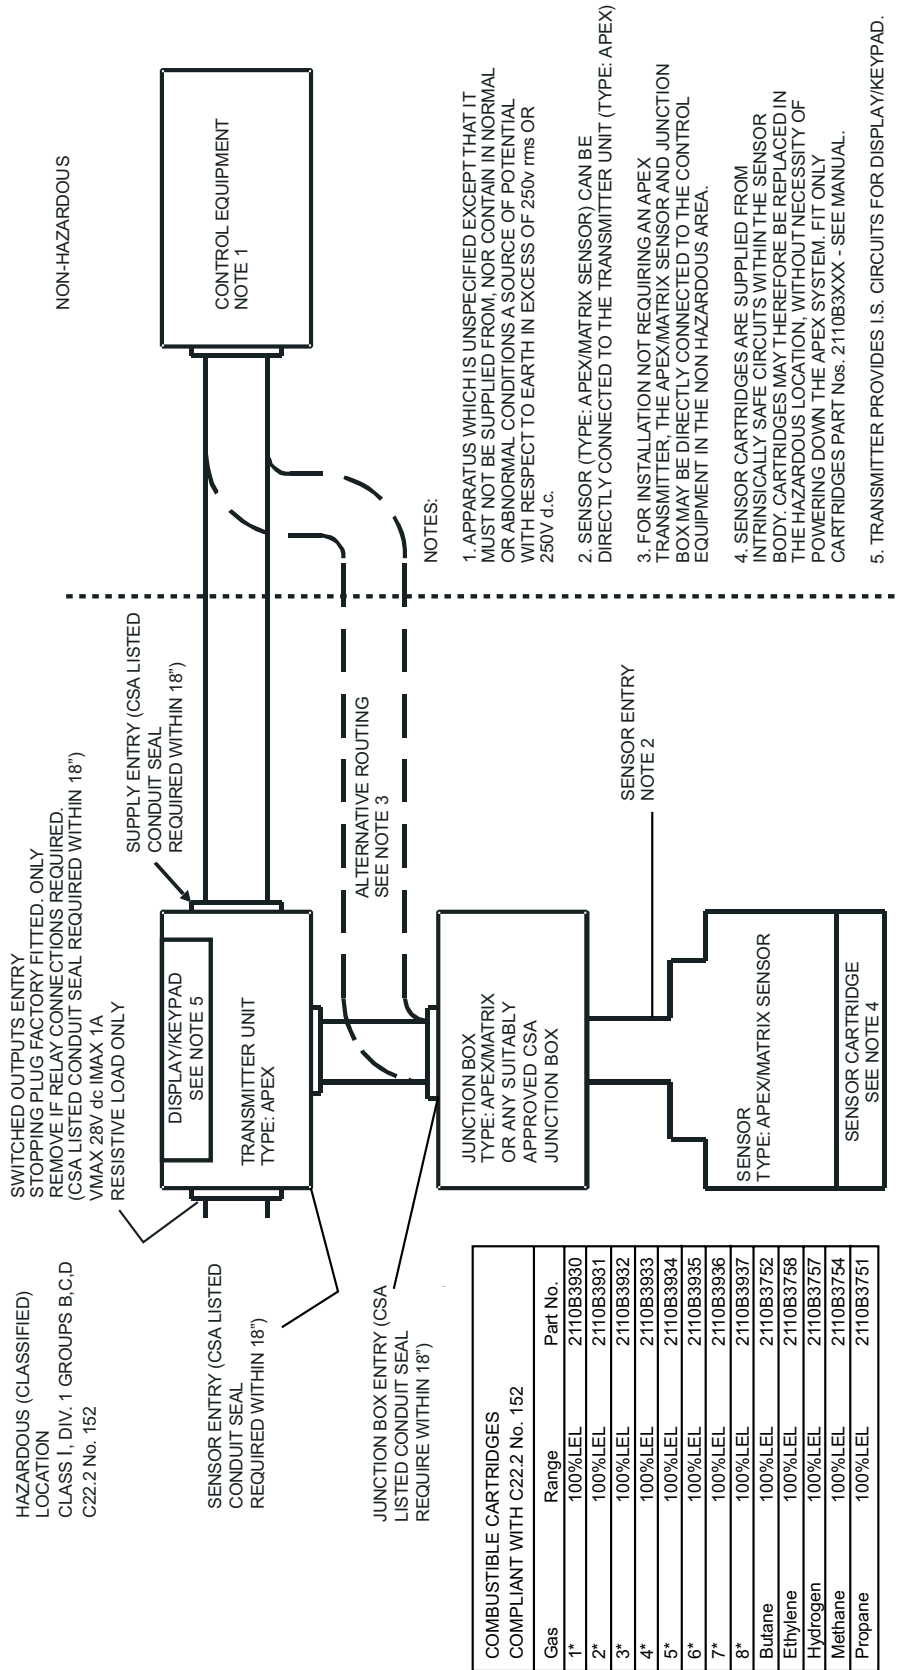 HAZARDOUS (CLASSIFIED)
LOCATION
CLASS I, DIV. 1 GROUPS B,C,D
C22.2 No. 152
SWITCHED OUTPUTS ENTRY
STOPPING PLUG FACTORY FITTED. ONLY
REMOVE IF RELAY CONNECTIONS REQUIRED.
(CSA LISTED CONDUIT SEAL REQUIRED WITHIN 18")
VMAX 28V dc IMAX 1A
RESISTIVE LOAD ONLY
NON-HAZARDOUS
SUPPLY ENTRY (CSA LISTED
CONDUIT SEAL
REQUIRED WITHIN 18")
DISPLAY/KEYPAD
SEE NOTE 5
TRANSMITTER UNIT
TYPE: APEX
CONTROL EQUIPMENT
NOTE 1
SENSOR ENTRY (CSA LISTED
CONDUIT SEAL
REQUIRED WITHIN 18")
ALTERNATIVE ROUTING
SEE NOTE 3
JUNCTION BOX ENTRY (CSA
LISTED CONDUIT SEAL
REQUIRE WITHIN 18")
JUNCTION BOX
TYPE: APEX/MATRIX
OR ANY SUITABLY
APPROVED CSA
JUNCTION BOX
SENSOR ENTRY
NOTE 2
SENSOR
TYPE: APEX/MATRIX SENSOR
SENSOR CARTRIDGE
SEE NOTE 4
NOTES:
1. APPARATUS WHICH IS UNSPECIFIED EXCEPT THAT IT
MUST NOT BE SUPPLIED FROM, NOR CONTAIN IN NORMAL
OR ABNORMAL CONDITIONS A SOURCE OF POTENTIAL
WITH RESPECT TO EARTH IN EXCESS OF 250v rms OR
250V d.c.
2. SENSOR (TYPE: APEX/MATRIX SENSOR) CAN BE
DIRECTLY CONNECTED TO THE TRANSMITTER UNIT (TYPE: APEX)
3. FOR INSTALLATION NOT REQUIRING AN APEX
TRANSMITTER, THE APEX/MATRIX SENSOR AND JUNCTION
BOX MAY BE DIRECTLY CONNECTED TO THE CONTROL
EQUIPMENT IN THE NON HAZARDOUS AREA.
4. SENSOR CARTRIDGES ARE SUPPLIED FROM
INTRINSICALLY SAFE CIRCUITS WITHIN THE SENSOR
BODY. CARTRIDGES MAY THEREFORE BE REPLACED IN
THE HAZARDOUS LOCATION, WITHOUT NECESSITY OF
POWERING DOWN THE APEX SYSTEM. FIT ONLY
CARTRIDGES PART Nos. 2110B3XXX - SEE MANUAL.
5. TRANSMITTER PROVIDES I.S. CIRCUITS FOR DISPLAY/KEYPAD.
COMBUSTIBLE CARTRIDGES
COMPLIANT WITH C22.2 No. 152
Gas Range Part No.
1* 100%LEL 2110B3930
2* 100%LEL 2110B3931
3* 100%LEL 2110B3932
4* 100%LEL 2110B3933
5* 100%LEL 2110B3934
6* 100%LEL 2110B3935
7* 100%LEL 2110B3936
8* 100%LEL 2110B3937
Butane 100%LEL 2110B3752
Ethylene 100%LEL 2110B3758
Hydrogen 100%LEL 2110B3757
Methane 100%LEL 2110B3754
Propane 100%LEL 2110B3751